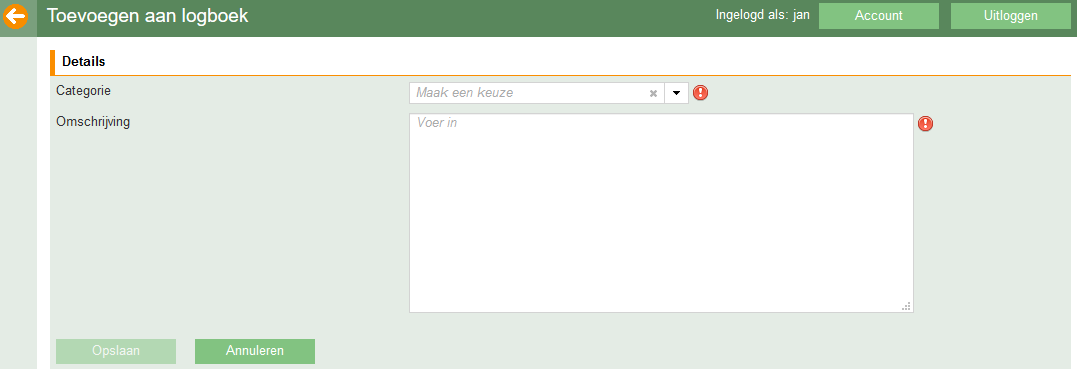 Toevoegen aan logboek
Ingelogd als: jan
Account
Uitloggen
Details
Categorie
Maak een keuze
Omschrijving
Voer in
Opslaan
Annuleren